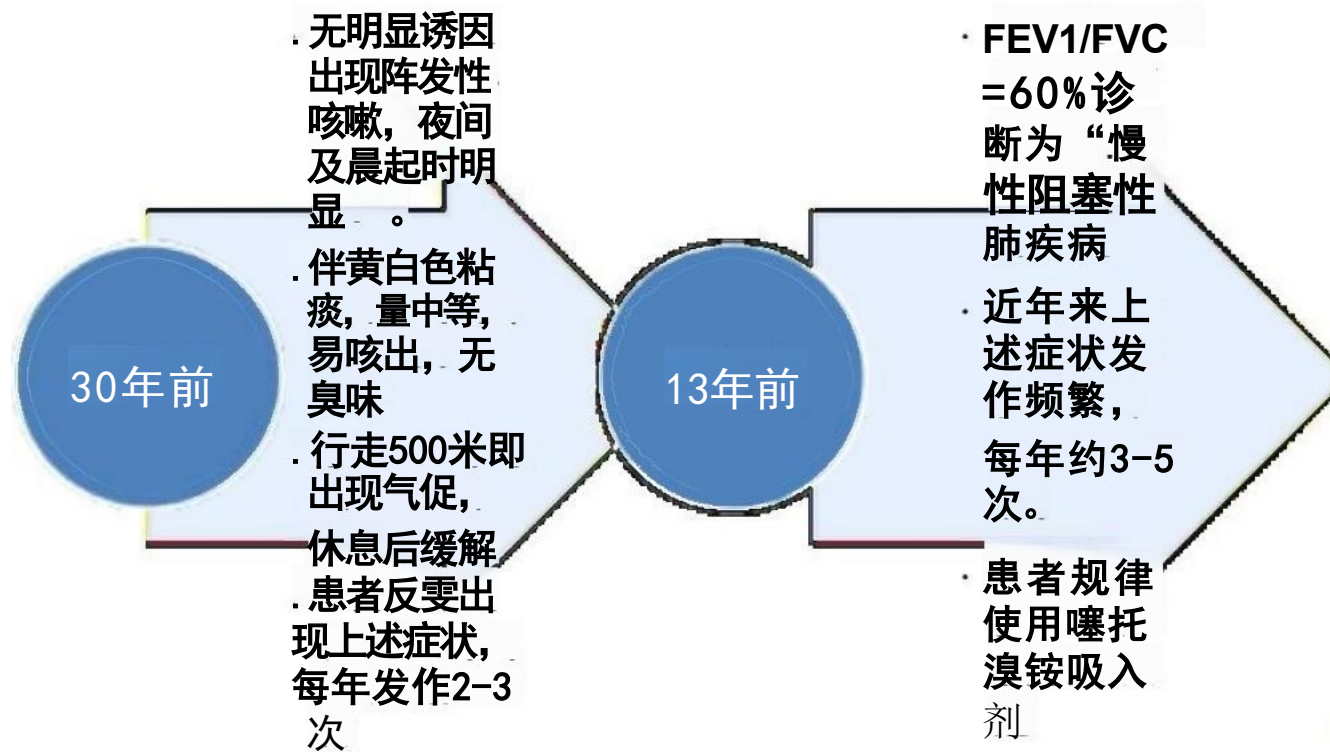 30年前
. 无明显诱因
出现阵发性
咳嗽，夜间
及晨起时明
显 。
. 伴黄白色粘
痰，量中等，
易咳出，无
臭味
. 行走500米即
出现气促，
休息后缓解
. 患者反雯出
现上述症状，
每年发作2-3
次
13年前
· FEV1/FVC
=60%诊
断为“慢
性阻塞性
肺疾病
· 近年来上
述症状发
作频繁，
每年约3-5
次。
· 患者规律
使用噻托
溴铵吸入
剂